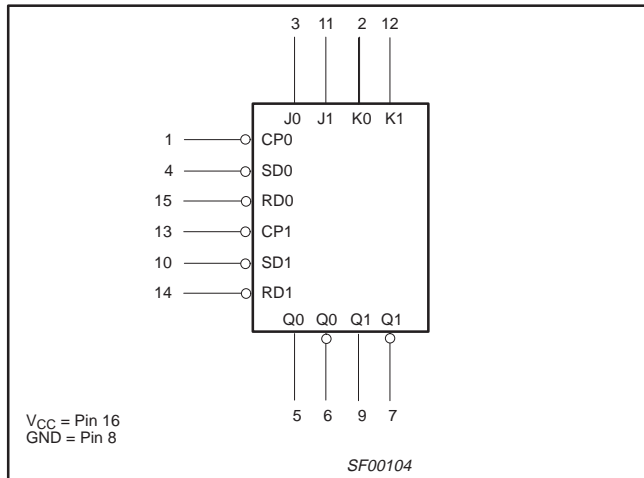 3 11 2 12
J0 J1 K0 K1
1 CP0
4 SD0
15 RD0
13 CP1
10 SD1
14 RD1
Q0 Q0 Q1 Q1
5 6 9 7
VCC = Pin 16
GND = Pin 8
SF00104